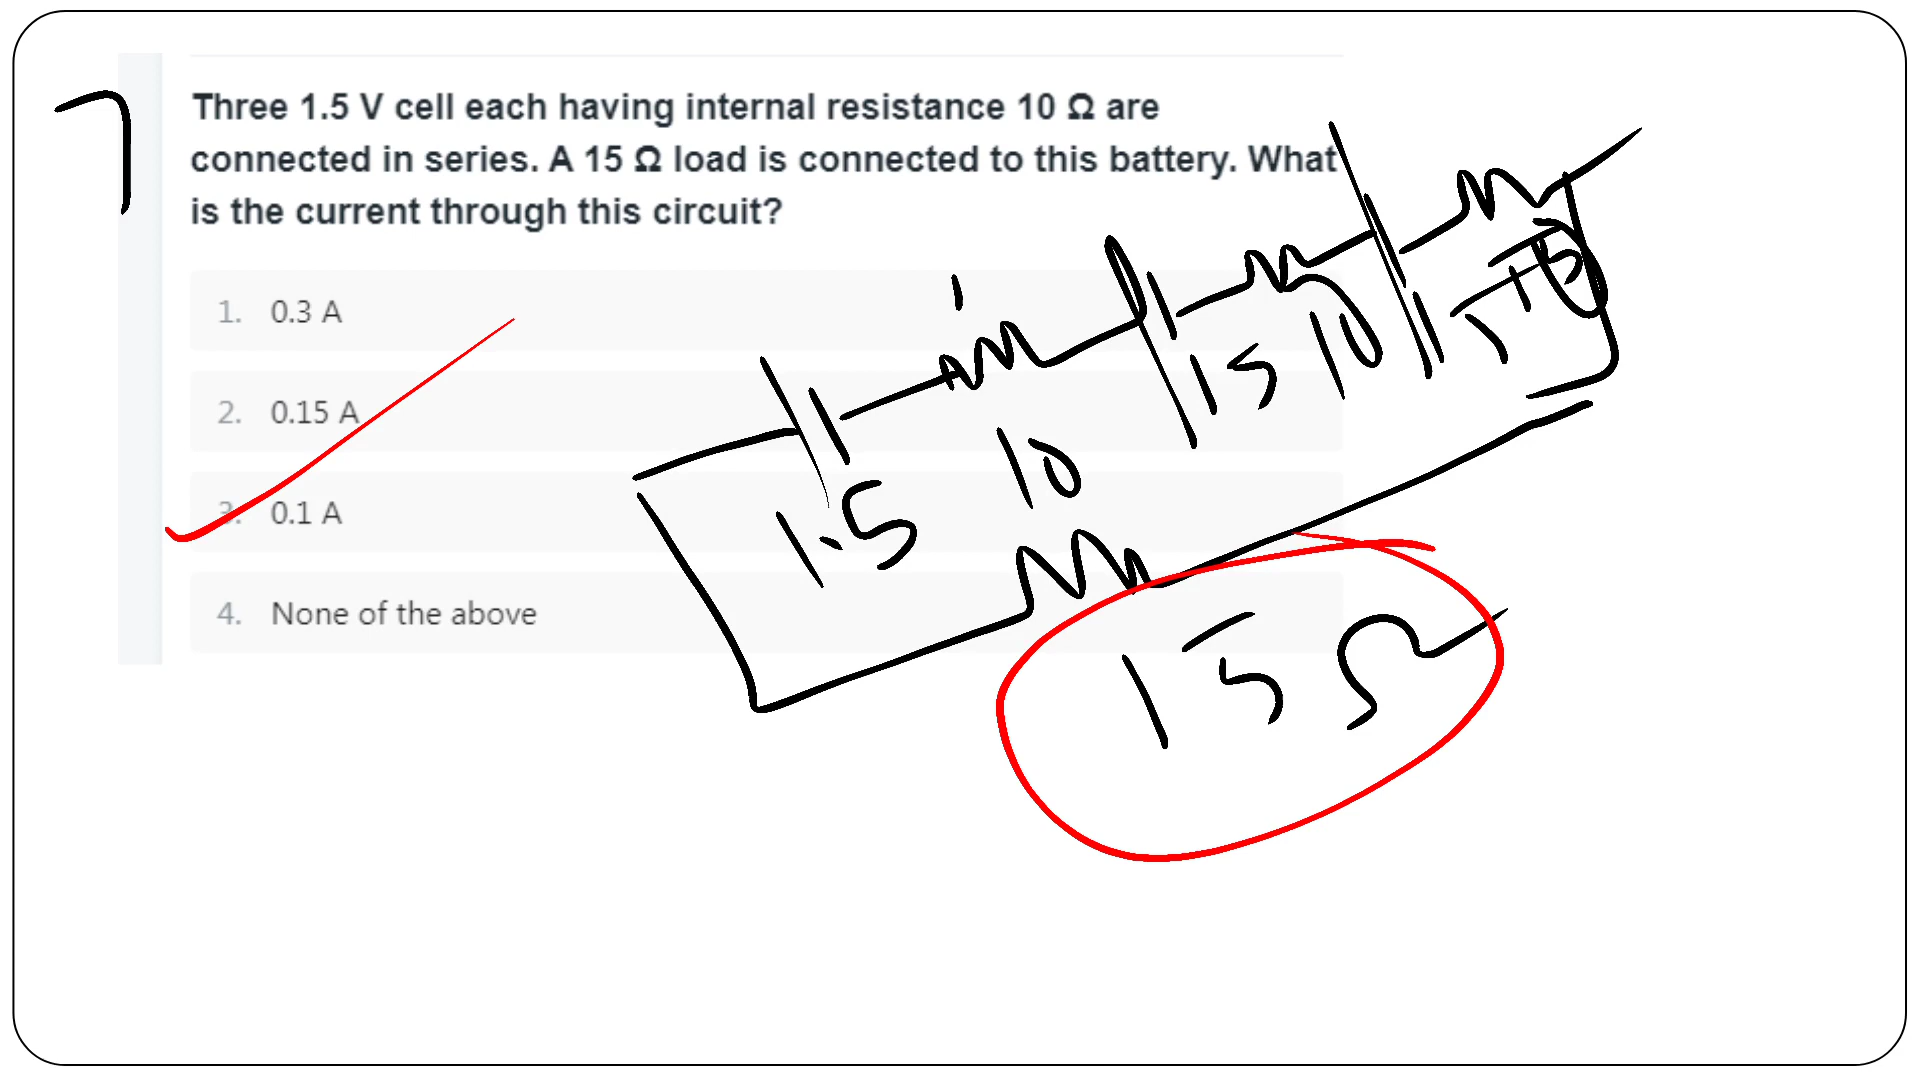 7
Three 1.5 V cell each having internal resistance 10 Ω are
connected in series. A 15 Ω load is connected to this battery. What
is the current through this circuit?
1. 0.3 A
2. 0.15 A
3. 0.1 A
4. None of the above
1.5
10
15
10
15 Ω